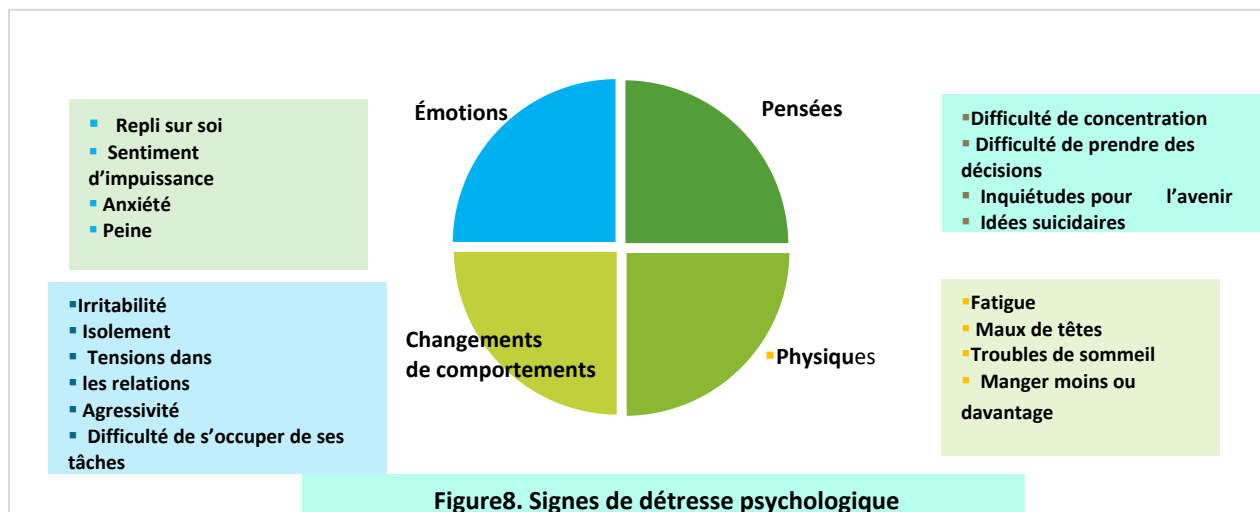 Émotions
▪ Repli sur soi
▪ Sentiment
d’impuissance
▪ Anxiété
▪ Peine
Pensées
▪Difficulté de concentration
▪ Difficulté de prendre des
décisions
▪ Inquiétudes pour l’avenir
▪ Idées suicidaires
Changements
de comportements
▪Irritabilité
▪ Isolement
▪ Tensions dans
▪ les relations
▪ Agressivité
▪ Difficulté de s’occuper de ses
tâches
▪Physiques
▪Fatigue
▪ Maux de têtes
▪Troubles de sommeil
▪ Manger moins ou
davantage
Figure8. Signes de détresse psychologique